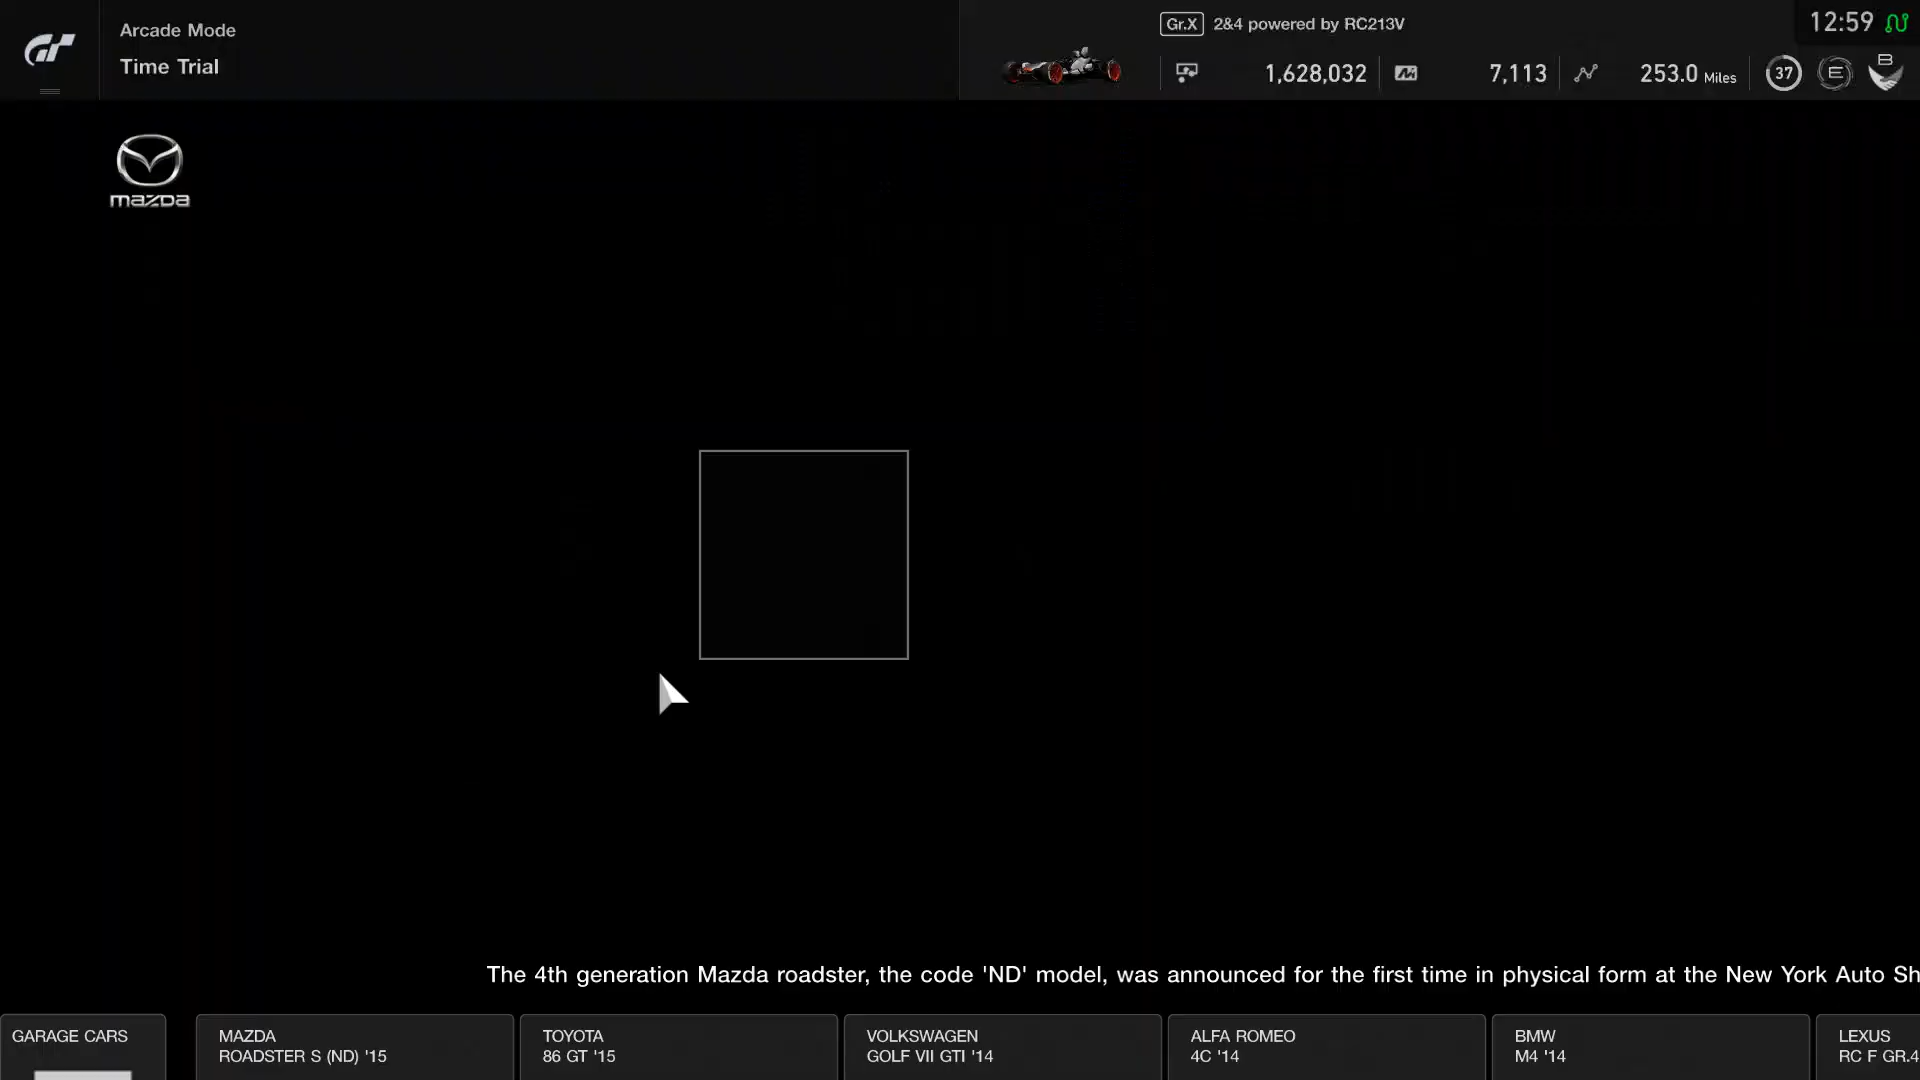 Arcade Mode
Time Trial
Gr.X 2&4 powered by RC213V
12:59
1,628,032
7,113
253.0 Miles
37
E
B
mazda
The 4th generation Mazda roadster, the code 'ND' model, was announced for the first time in physical form at the New York Auto Sh
GARAGE CARS
MAZDA
ROADSTER S (ND) '15
TOYOTA
86 GT '15
VOLKSWAGEN
GOLF VII GTI '14
ALFA ROMEO
4C '14
BMW
M4 '14
LEXUS
RC F GR.4